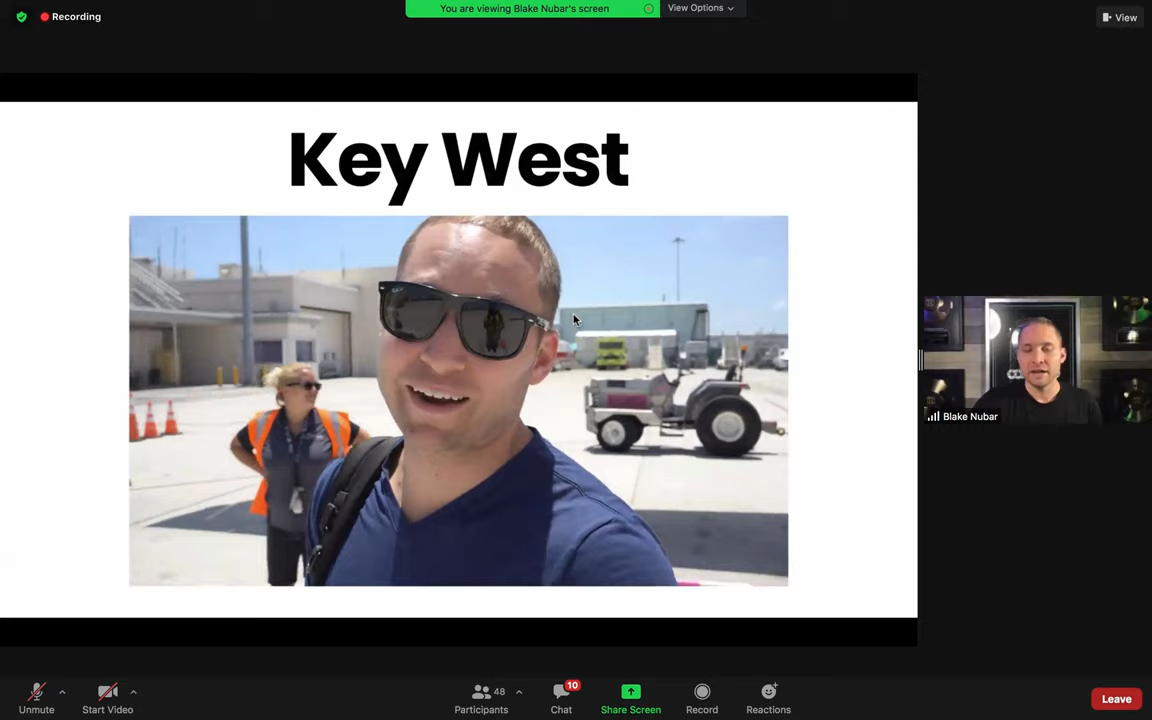 Recording
You are viewing Blake Nubar's screen
View Options
View
Key West
Blake Nubar
Unmute
Start Video
48
Participants
10
Chat
Share Screen
Record
Reactions
Leave